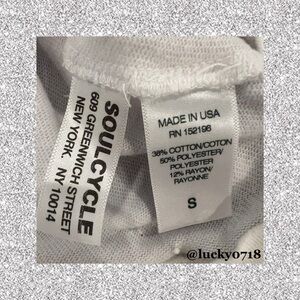 SOULCYCLE
609 GREENWICH STREET
NEW YORK, NY 10014
MADE IN USA
RN 152196
38% COTTON/COTON
50% POLYESTER/
POLYESTER
12% RAYON/
RAYONNE
S
@lucky0718